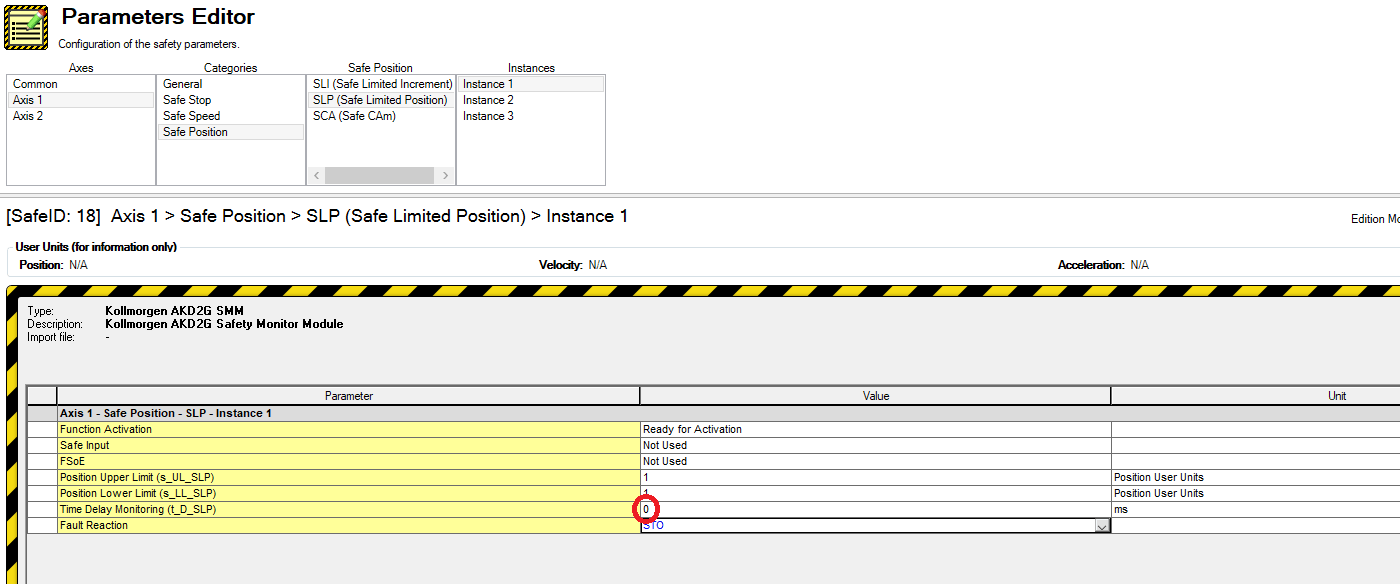 Parameters Editor
Configuration of the safety parameters.
Axes Categories Safe Position Instances
Common General SLI (Safe Limited Increment) Instance 1
Axis 1 Safe Stop SLP (Safe Limited Position) Instance 2
Axis 2 Safe Speed SCA (Safe CAm) Instance 3
Safe Position
[SafeID: 18] Axis 1 > Safe Position > SLP (Safe Limited Position) > Instance 1
Edition Mo
User Units (for information only)
Position: N/A Velocity: N/A Acceleration: N/A
Type: Kollmorgen AKD2G SMM
Description: Kollmorgen AKD2G Safety Monitor Module
Import file: -
Parameter Value Unit
Axis 1 - Safe Position - SLP - Instance 1
Function Activation Ready for Activation
Safe Input Not Used
FSoE Not Used
Position Upper Limit (s_UL_SLP) 1 Position User Units
Position Lower Limit (s_LL_SLP) Position User Units
Time Delay Monitoring (t_D_SLP) 0 ms
Fault Reaction STO